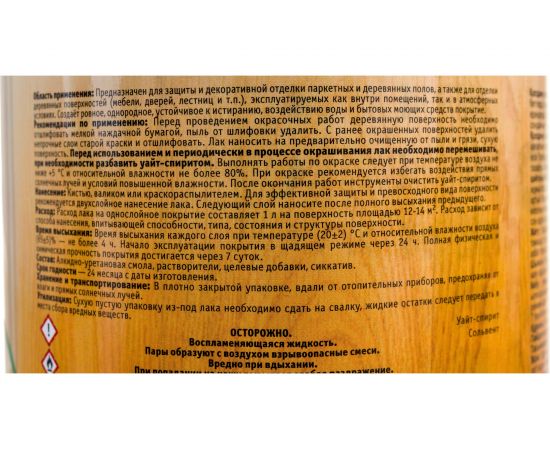 Область применения: Предназначен для защиты и декоративной отделки паркетных и деревянных полов, а также для отделки
деревянных поверхностей (мебели, дверей, лестниц и т.п.), эксплуатируемых как внутри помещений, так и в атмосферных
условиях. Создаёт ровное, однородное, устойчивое к истиранию, воздействию воды и бытовых моющих средств покрытие.
Рекомендации по применению: Перед проведением окрасочных работ деревянную поверхность необходимо
отшлифовать мелкой наждачной бумагой, пыль от шлифовки удалить. С ранее окрашенных поверхностей удалить
непрочные слои старой краски и отшлифовать. Лак наносить на предварительно очищенную от пыли и грязи, сухую
поверхность. Перед использованием и периодически в процессе окрашивания лак необходимо перемешивать,
при необходимости разбавить уайт-спиритом. Выполнять работы по окраске следует при температуре воздуха не
ниже +5 °С и относительной влажности не более 80%. При окраске рекомендуется избегать воздействия прямых
солнечных лучей и условий повышенной влажности. После окончания работ инструменты очистить уайт-спиритом.
Нанесение: Кистью, валиком или краскораспылителем. Для эффективной защиты и превосходного вида поверхности
рекомендуется двухслойное нанесение лака. Следующий слой наносите после полного высыхания предыдущего.
Расход: Расход лака на однослойное покрытие составляет 1 л на поверхность площадью 12-14 м². Расход зависит от
способа нанесения, впитывающей способности, типа, состояния и структуры поверхности.
Время высыхания: Время высыхания каждого слоя при температуре (20±2) °С и относительной влажности воздуха
(65±5)% — не более 4 ч. Начало эксплуатации покрытия в щадящем режиме через 24 ч. Полная физическая и
химическая прочность покрытия достигается через 7 суток.
Состав: Алкидно-уретановая смола, растворители, целевые добавки, сиккатив.
Срок годности — 24 месяца с даты изготовления.
Хранение и транспортирование: В плотно закрытой упаковке, вдали от отопительных приборов, предохраняя от
влаги и прямых солнечных лучей.
Утилизация: Сухую пустую упаковку из-под лака необходимо сдать на свалку, жидкие остатки следует передать в
места сбора вредных веществ.
Уайт-спирит
Сольвент
ОСТОРОЖНО.
Воспламеняющаяся жидкость.
Пары образуют с воздухом взрывоопасные смеси.
Вредно при вдыхании.
При попадании на раздражение.